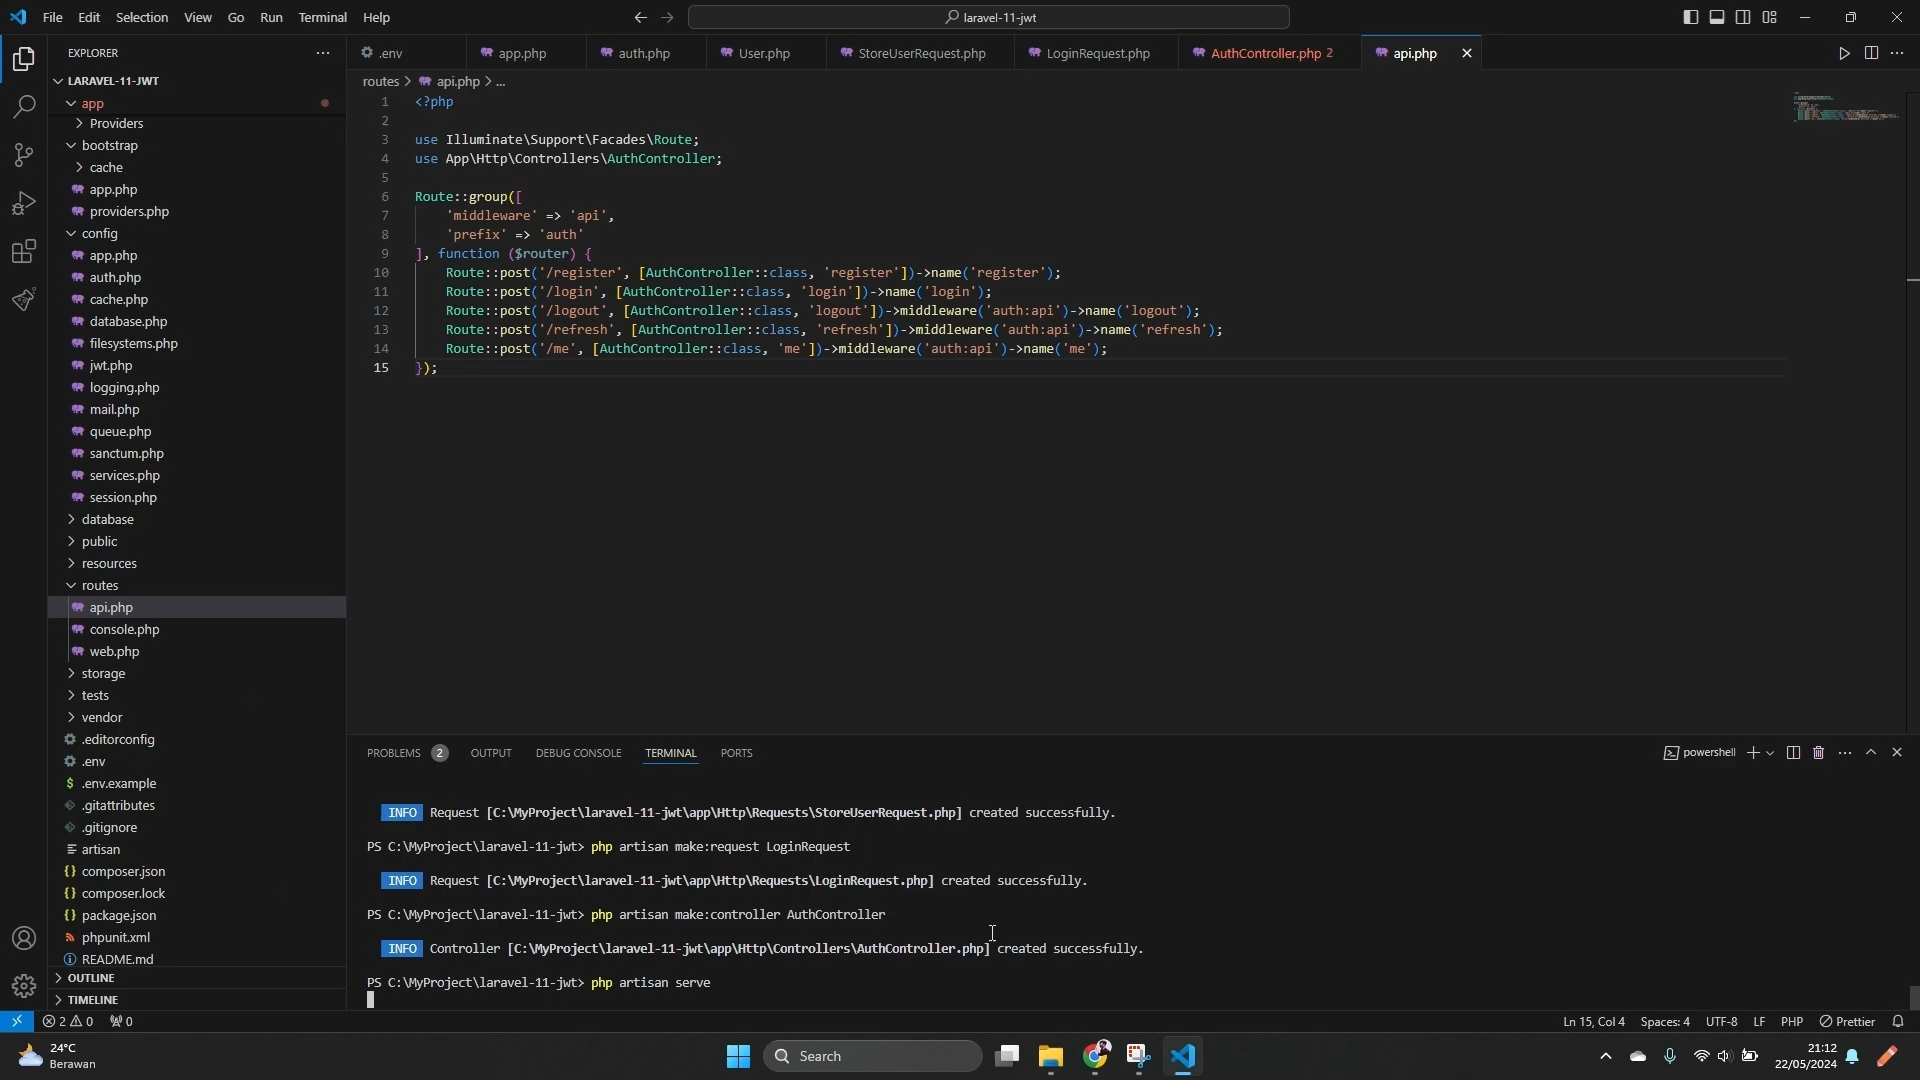 File Edit Selection View Go Run Terminal Help
laravel-11-jwt
EXPLORER
LARAVEL-11-JWT
app
Providers
bootstrap
cache
app.php
providers.php
config
app.php
auth.php
cache.php
database.php
filesystems.php
jwt.php
logging.php
mail.php
queue.php
sanctum.php
services.php
session.php
database
public
resources
routes
api.php
console.php
web.php
storage
tests
vendor
.editorconfig
.env
.env.example
.gitattributes
.gitignore
artisan
composer.json
composer.lock
package.json
phpunit.xml
README.md
OUTLINE
TIMELINE
.env app.php auth.php User.php StoreUserRequest.php LoginRequest.php AuthController.php 2 api.php
routes > api.php > ...
1 <?php
2
3 use Illuminate\Support\Facades\Route;
4 use App\Http\Controllers\AuthController;
5
6 Route::group([
7 'middleware' => 'api',
8 'prefix' => 'auth'
9 ], function ($router) {
10 Route::post('/register', [AuthController::class, 'register'])->name('register');
11 Route::post('/login', [AuthController::class, 'login'])->name('login');
12 Route::post('/logout', [AuthController::class, 'logout'])->middleware('auth:api')->name('logout');
13 Route::post('/refresh', [AuthController::class, 'refresh'])->middleware('auth:api')->name('refresh');
14 Route::post('/me', [AuthController::class, 'me'])->middleware('auth:api')->name('me');
15 });
PROBLEMS 2 OUTPUT DEBUG CONSOLE TERMINAL PORTS
powershell
INFO Request [C:\MyProject\laravel-11-jwt\app\Http\Requests\StoreUserRequest.php] created successfully.
PS C:\MyProject\laravel-11-jwt> php artisan make:request LoginRequest
INFO Request [C:\MyProject\laravel-11-jwt\app\Http\Requests\LoginRequest.php] created successfully.
PS C:\MyProject\laravel-11-jwt> php artisan make:controller AuthController
INFO Controller [C:\MyProject\laravel-11-jwt\app\Http\Controllers\AuthController.php] created successfully.
PS C:\MyProject\laravel-11-jwt> php artisan serve
2 0 0
Ln 15, Col 4 Spaces: 4 UTF-8 LF PHP Prettier
24°C
Berawan
Search
21:12
22/05/2024